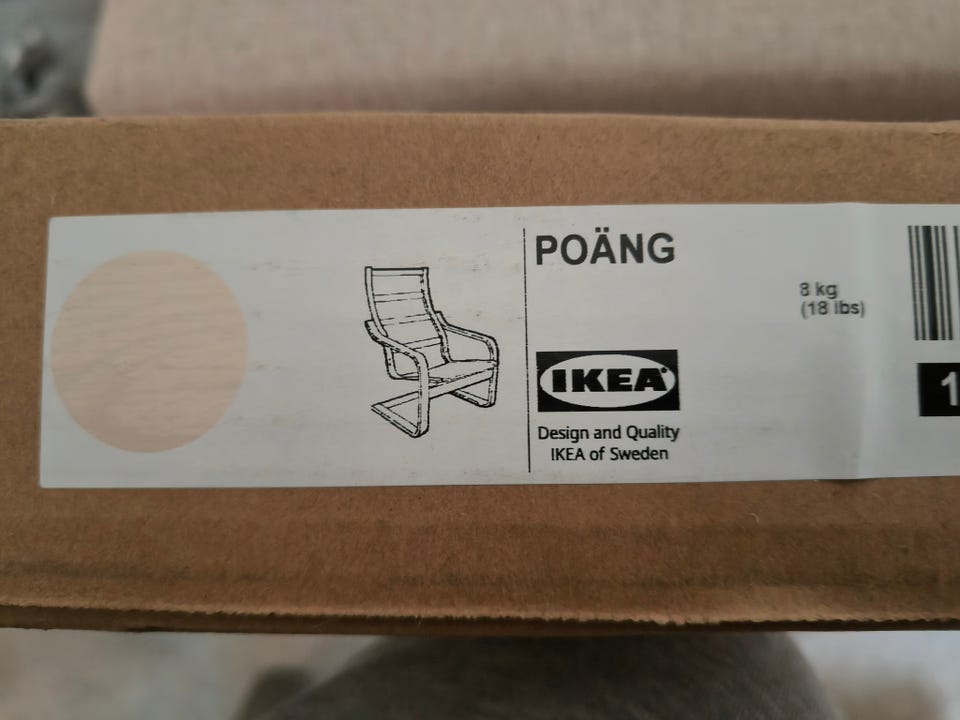 POÄNG
8 kg
(18 lbs)
IKEA
Design and Quality
IKEA of Sweden
1